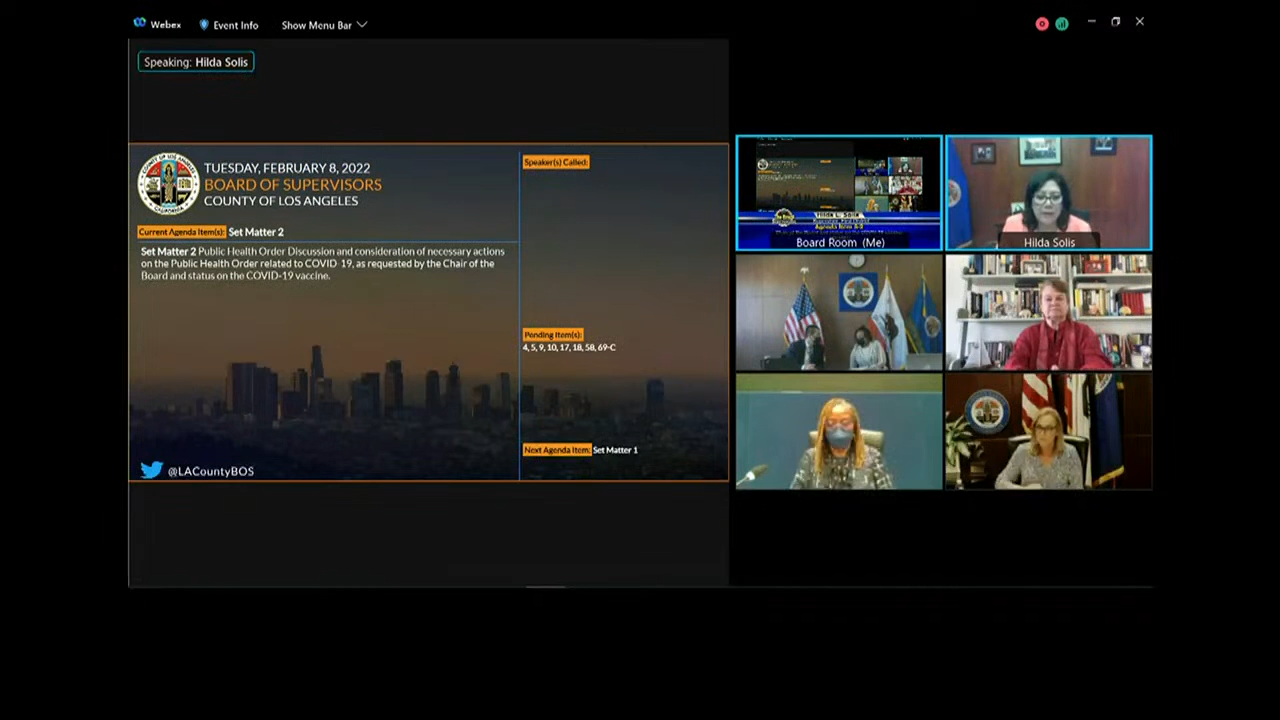 Webex
Event Info
Show Menu Bar
Speaking: Hilda Solis
TUESDAY, FEBRUARY 8, 2022
BOARD OF SUPERVISORS
COUNTY OF LOS ANGELES
Current Agenda Item(s): Set Matter 2
Set Matter 2 Public Health Order Discussion and consideration of necessary actions
on the Public Health Order related to COVID-19, as requested by the Chair of the
Board and status on the COVID-19 vaccine.
Speaker(s) Called:
Pending Item(s):
4, 5, 9, 10, 17, 18, 58, 69-C
Next Agenda Item: Set Matter 1
@LACountyBOS
Hilda L. Solis
Board Room (Me)
Hilda Solis